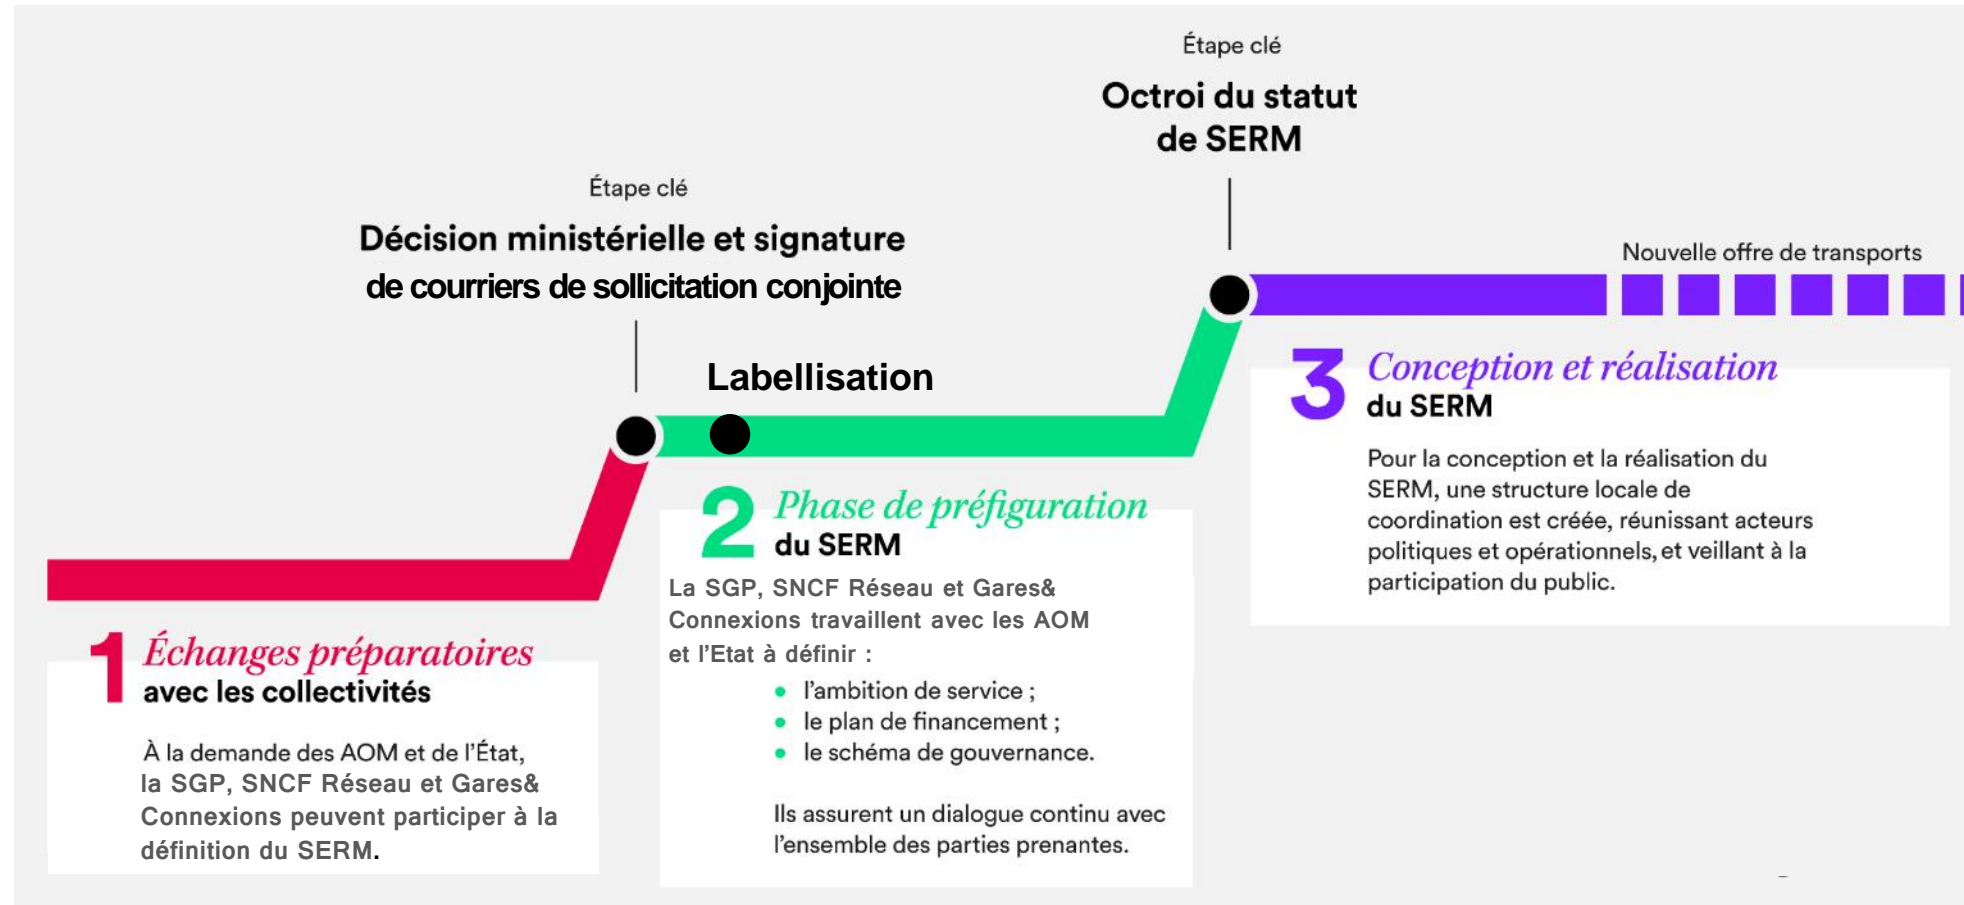 Étape clé
Octroi du statut
de SERM
Étape clé
Décision ministérielle et signature
de courriers de sollicitation conjointe
Nouvelle offre de transports
Labellisation
1 Échanges préparatoires
avec les collectivités
À la demande des AOM et de l'État,
la SGP, SNCF Réseau et Gares&
Connexions peuvent participer à la
définition du SERM.
2 Phase de préfiguration
du SERM
La SGP, SNCF Réseau et Gares&
Connexions travaillent avec les AOM
et l'Etat à définir :
• l'ambition de service ;
• le plan de financement ;
• le schéma de gouvernance.
Ils assurent un dialogue continu avec
l'ensemble des parties prenantes.
3 Conception et réalisation
du SERM
Pour la conception et la réalisation du
SERM, une structure locale de
coordination est créée, réunissant acteurs
politiques et opérationnels, et veillant à la
participation du public.